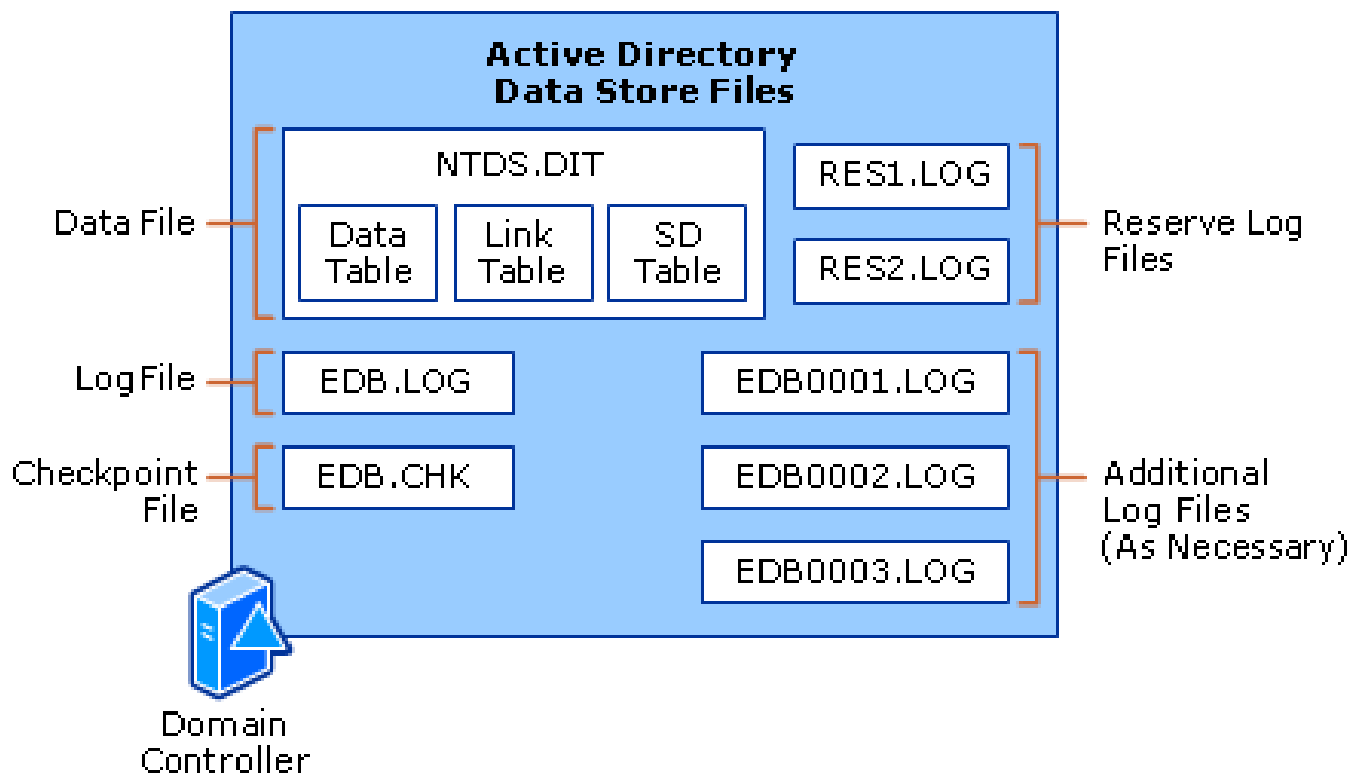 Active Directory
Data Store Files
Data File
NTDS.DIT
Data
Table
Link
Table
SD
Table
RES1.LOG
RES2.LOG
Reserve Log
Files
Log File
EDB.LOG
Checkpoint
File
EDB.CHK
EDB0001.LOG
EDB0002.LOG
EDB0003.LOG
Additional
Log Files
(As Necessary)
Domain
Controller